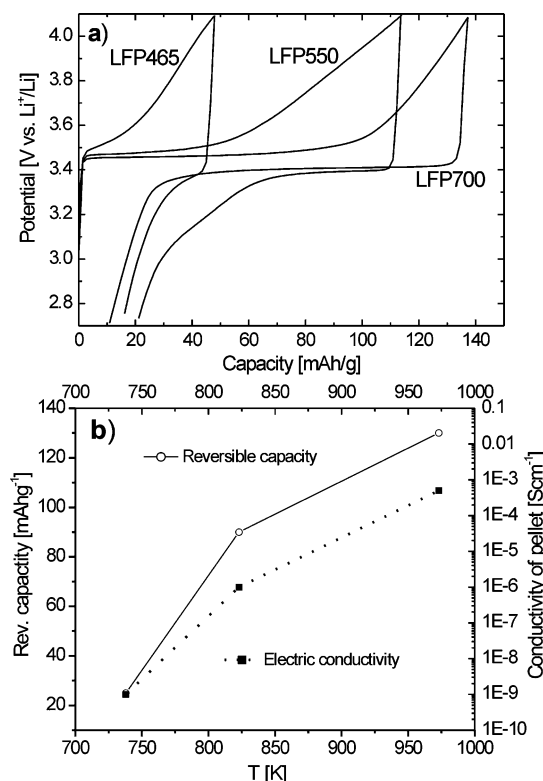 a)
LFP465
LFP550
LFP700
4.0
3.8
3.6
3.4
3.2
3.0
2.8
Potential [V vs. Li⁺/Li]
0 20 40 60 80 100 120 140
Capacity [mAh/g]
700 750 800 850 900 950 1000
b)
Reversible capacity
Electric conductivity
140
120
100
80
60
40
20
Rev. capactity [mAhg⁻¹]
0.1
0.01
1E-3
1E-4
1E-5
1E-6
1E-7
1E-8
1E-9
1E-10
Conductivity of pellet [Scm⁻¹]
700 750 800 850 900 950 1000
T [K]